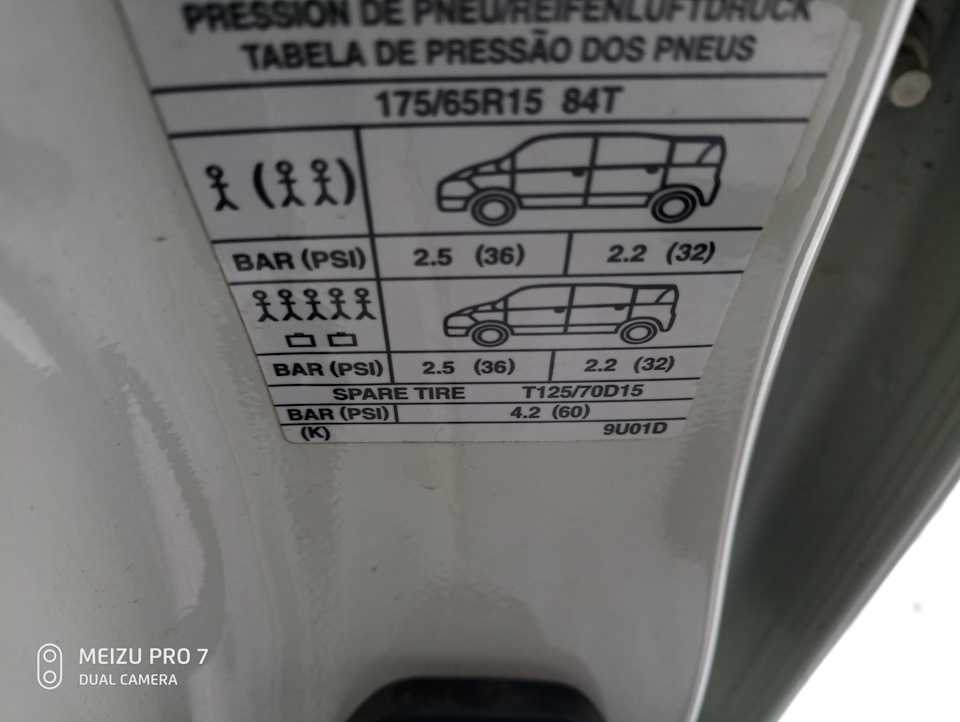 PRESSION DE PNEU/REIFENLUFTDRUCK
TABELA DE PRESSÃO DOS PNEUS
175/65R15 84T
BAR (PSI) 2.5 (36) 2.2 (32)
BAR (PSI) 2.5 (36) 2.2 (32)
SPARE TIRE T125/70D15
BAR (PSI) 4.2 (60)
(K) 9U01D
MEIZU PRO 7
DUAL CAMERA